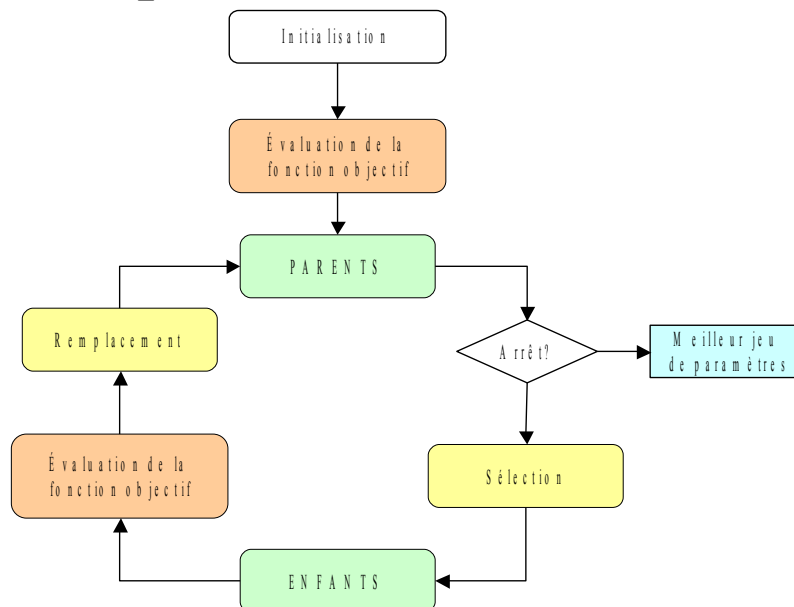 Initialisation
Évaluation de la
fonction objectif
PARENTS
Remplacement
Arrêt?
Meilleur jeu
de paramètres
Évaluation de la
fonction objectif
Sélection
ENFANTS